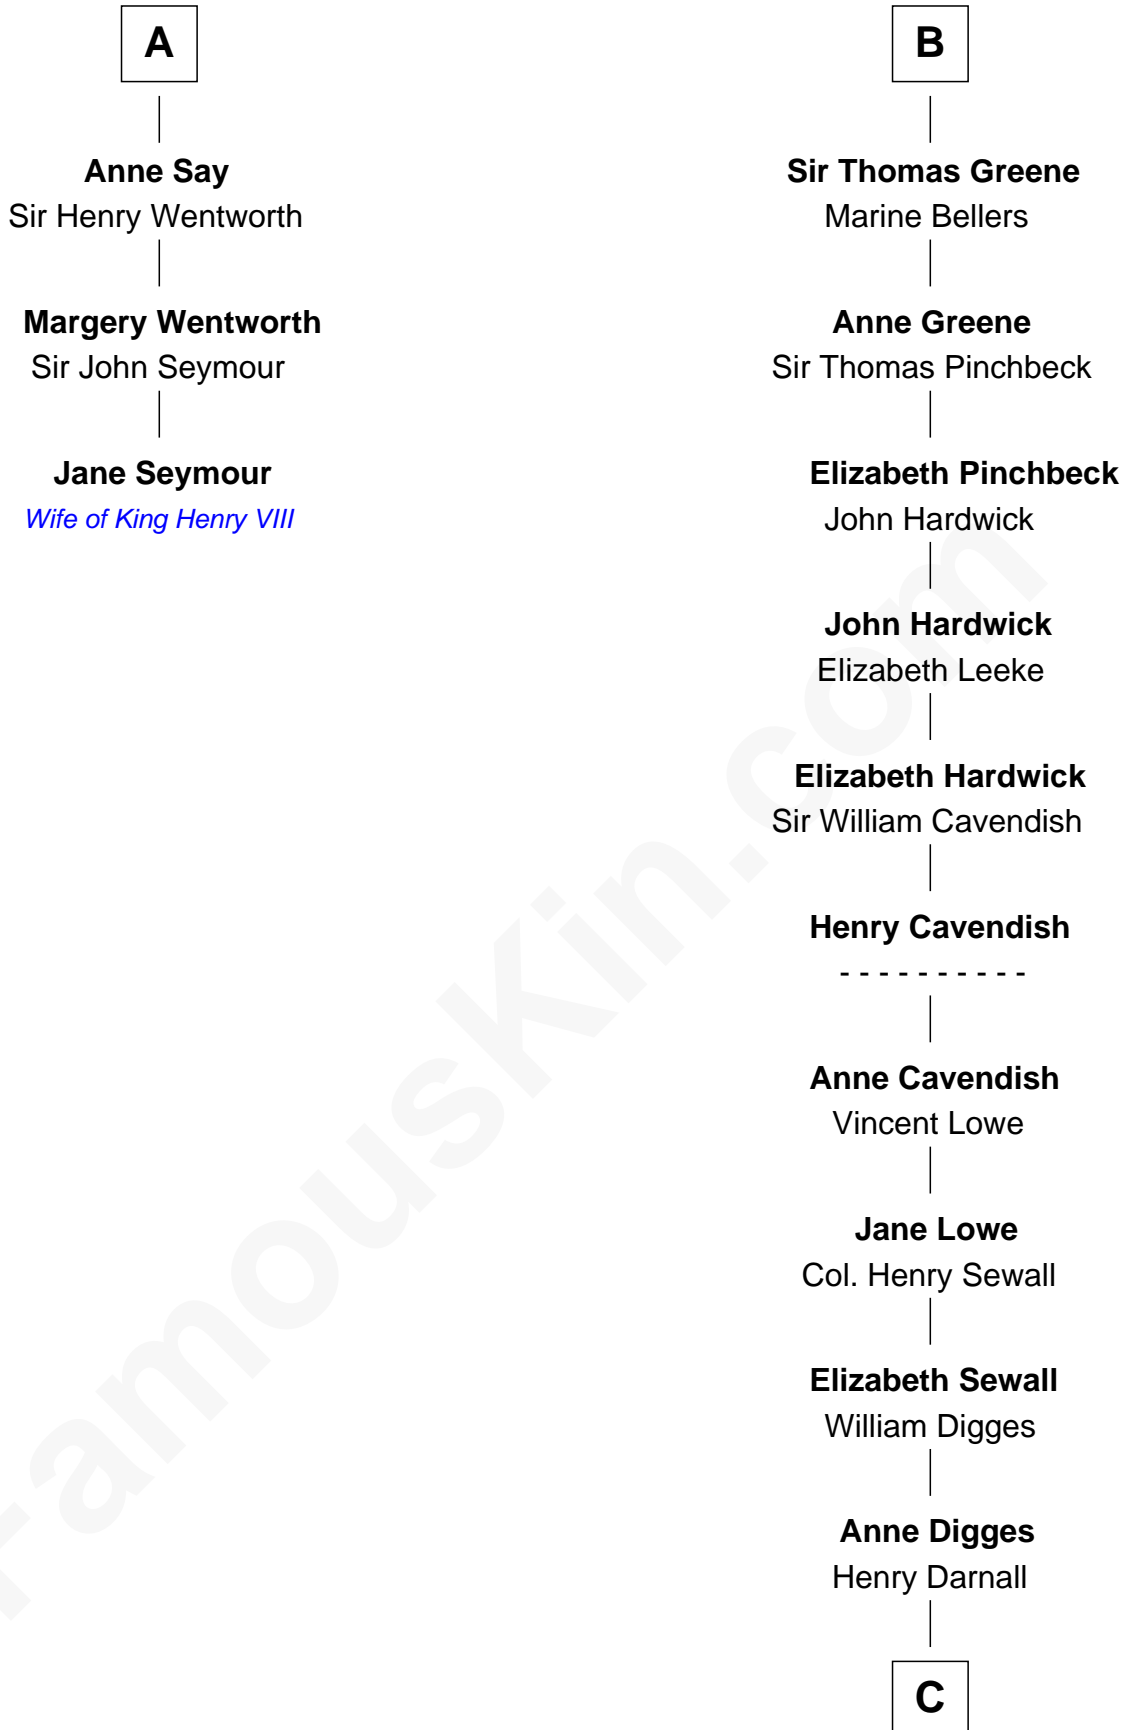 A
Anne Say
Sir Henry Wentworth
Margery Wentworth
Sir John Seymour
Jane Seymour
Wife of King Henry VIII
B
Sir Thomas Greene
Marine Bellers
Anne Greene
Sir Thomas Pinchbeck
Elizabeth Pinchbeck
John Hardwick
John Hardwick
Elizabeth Leeke
Elizabeth Hardwick
Sir William Cavendish
Henry Cavendish
- - - - - - - - - -
Anne Cavendish
Vincent Lowe
Jane Lowe
Col. Henry Sewall
Elizabeth Sewall
William Digges
Anne Digges
Henry Darnall
C
FamousKin.com